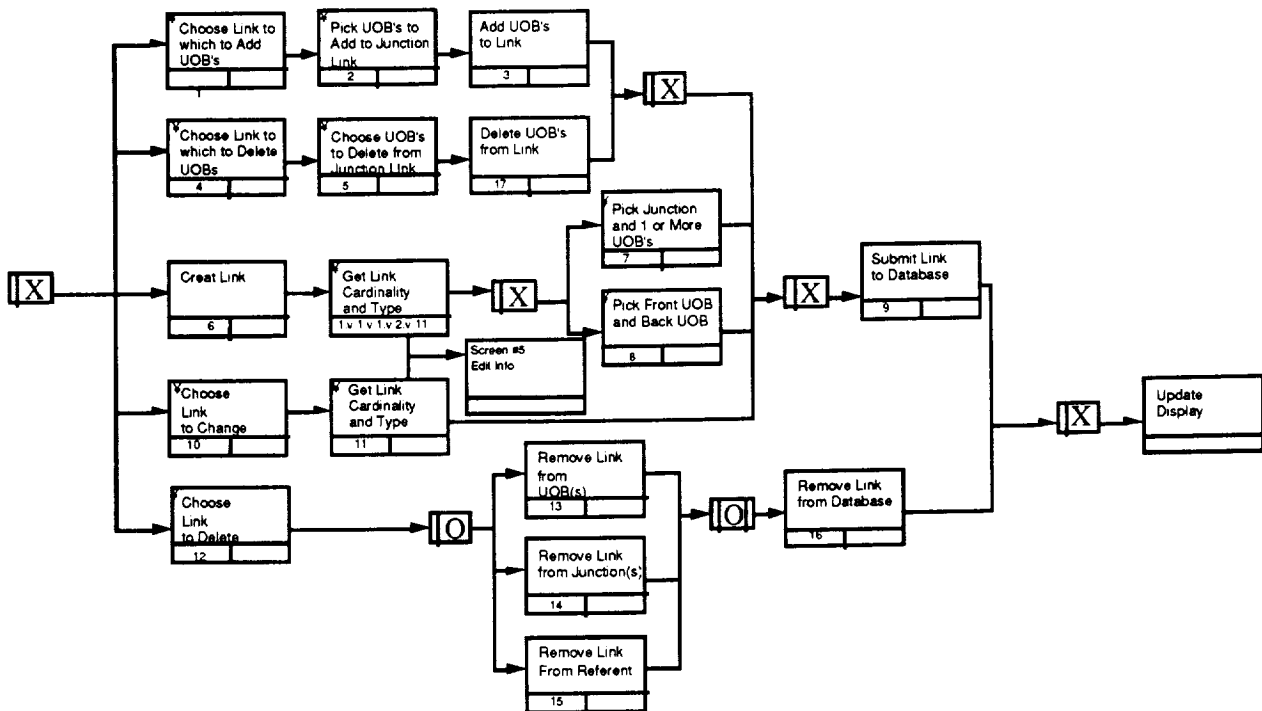 Choose Link to
which to Add
UOB's
1
Pick UOB's to
Add to Junction
Link
2
Add UOB's
to Link
3
X
Choose Link to
which to Delete
UOBs
4
Choose UOB's
to Delete from
Junction Link
5
Delete UOB's
from Link
17
Pick Junction
and 1 or More
UOB's
7
X
Creat Link
6
Get Link
Cardinality
and Type
1.v 1 v 1.v 2.v 11
X
Pick Front UOB
and Back UOB
8
X
Submit Link
to Database
9
Screen #5
Edit Info
Choose
Link
to Change
10
Get Link
Cardinality
and Type
11
X
Update
Display
Choose
Link
to Delete
12
O
Remove Link
from
UOB(s)
13
O
Remove Link
from Database
16
Remove Link
from Junction(s)
14
Remove Link
From Referent
15